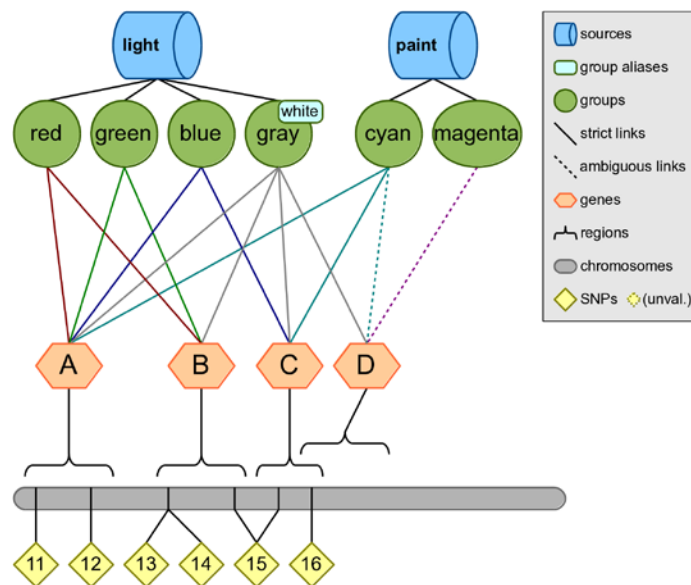 light
paint
white
red
green
blue
gray
cyan
magenta
A
B
C
D
11
12
13
14
15
16
sources
group aliases
groups
strict links
ambiguous links
genes
regions
chromosomes
SNPs
(unval.)